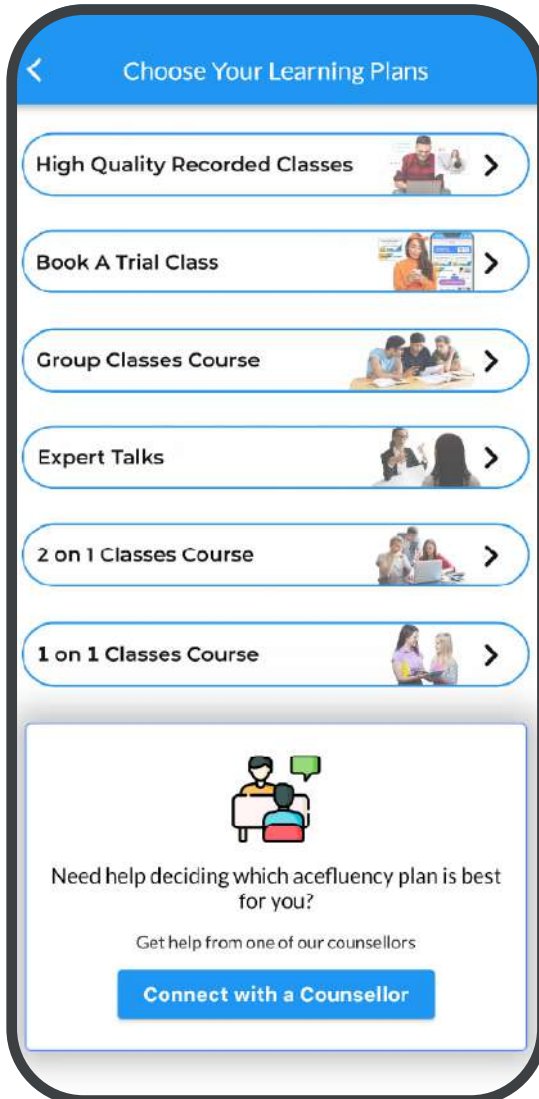 Choose Your Learning Plans
High Quality Recorded Classes
Book A Trial Class
Group Classes Course
Expert Talks
2 on 1 Classes Course
1 on 1 Classes Course
Need help deciding which acefluency plan is best
for you?
Get help from one of our counsellors
Connect with a Counsellor